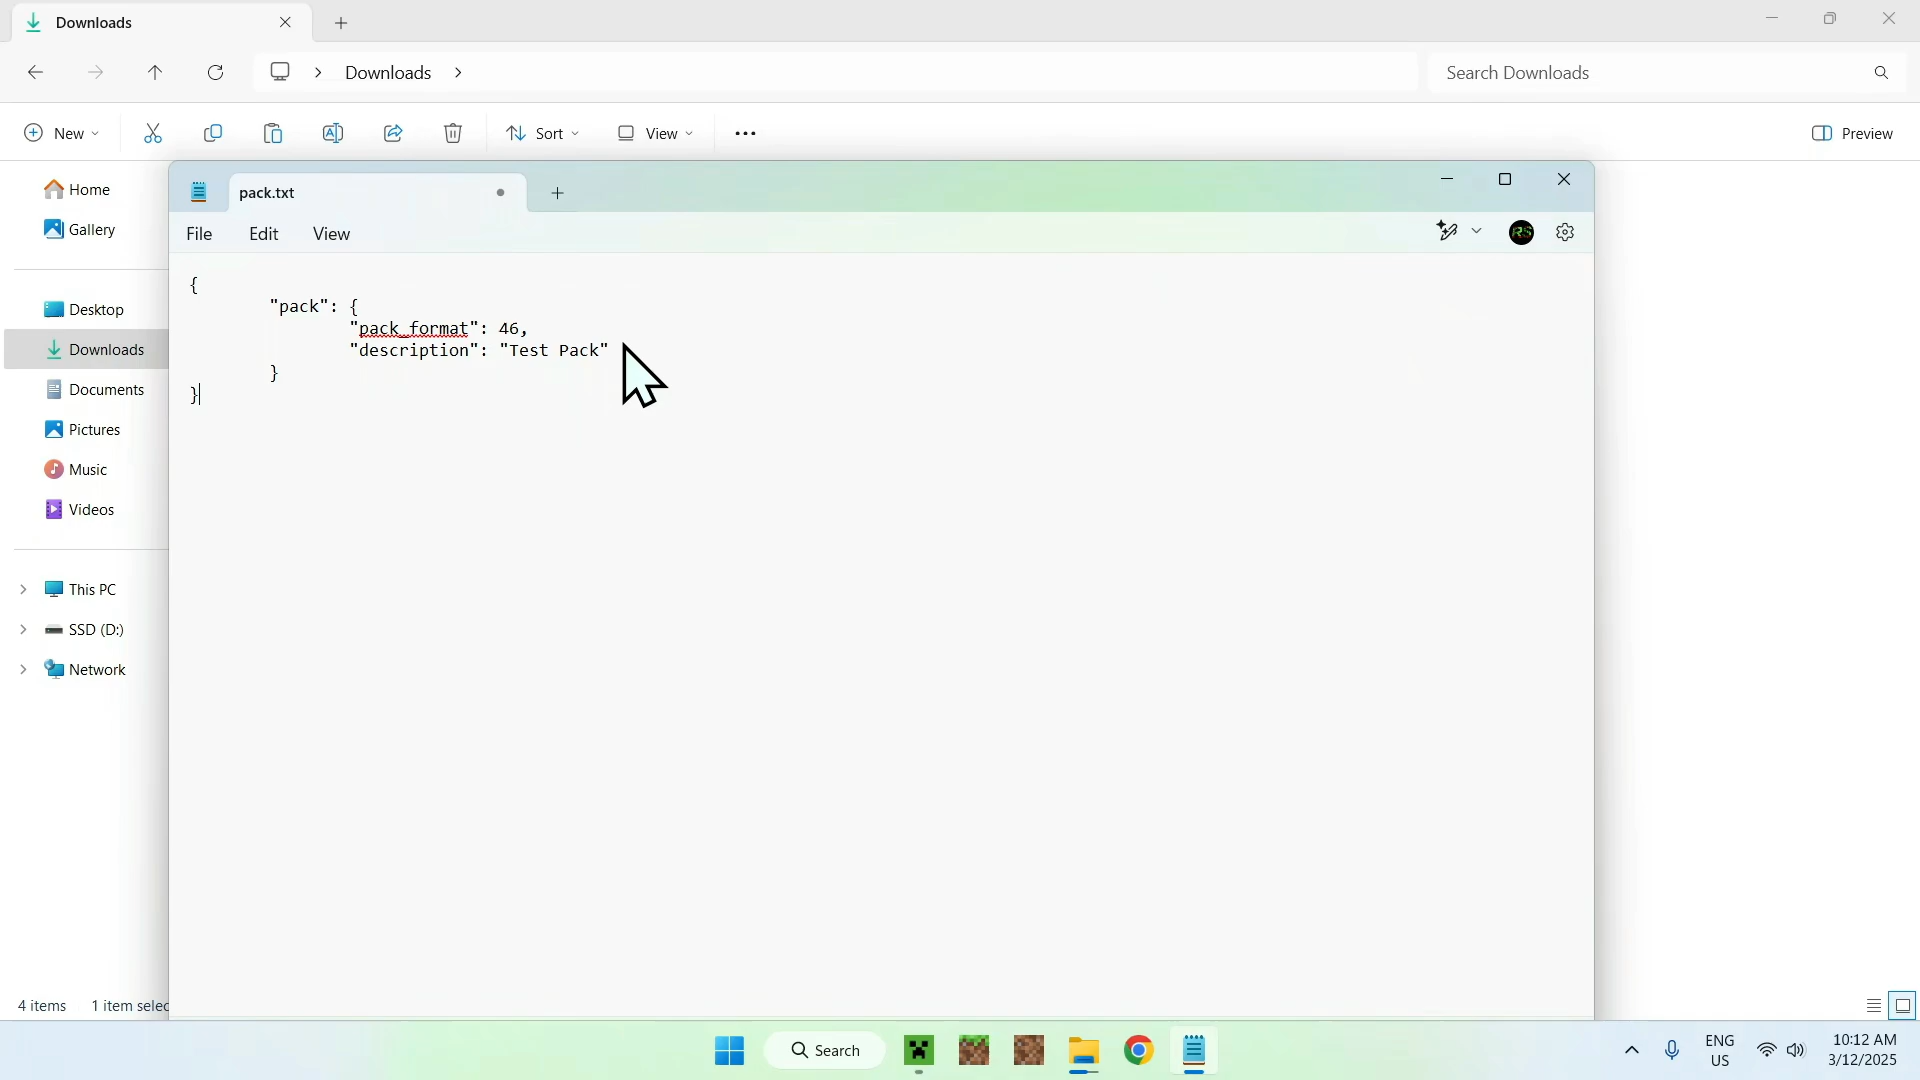 Downloads
Downloads
Search Downloads
New
Sort
View
Preview
Home
Gallery
Desktop
Downloads
Documents
Pictures
Music
Videos
This PC
SSD (D:)
Network
pack.txt
File Edit View
RS
{
"pack": {
"pack_format": 46,
"description": "Test Pack"
}
}
4 items 1 item selec
Search
ENG
US
10:12 AM
3/12/2025